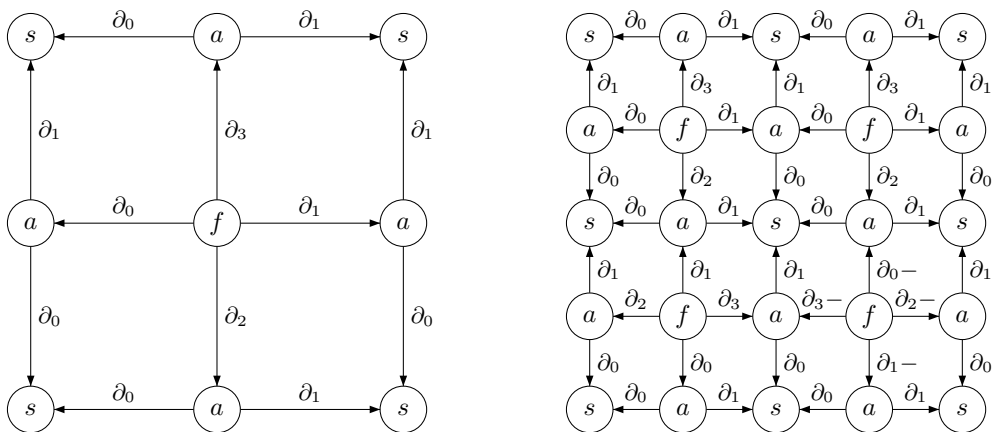 s ∂0 a ∂1 s
∂1 ∂3 ∂1
a ∂0 f ∂1 a
∂0 ∂2 ∂0
s ∂0 a ∂1 s
s ∂0 a ∂1 s ∂0 a ∂1 s
∂1 ∂3 ∂1 ∂3 ∂1
a ∂0 f ∂1 a ∂0 f ∂1 a
∂0 ∂2 ∂0 ∂2 ∂0
s ∂0 a ∂1 s ∂0 a ∂1 s
∂1 ∂1 ∂1 ∂0− ∂1
a ∂2 f ∂3 a ∂3− f ∂2− a
∂0 ∂0 ∂0 ∂1− ∂0
s ∂0 a ∂1 s ∂0 a ∂1 s